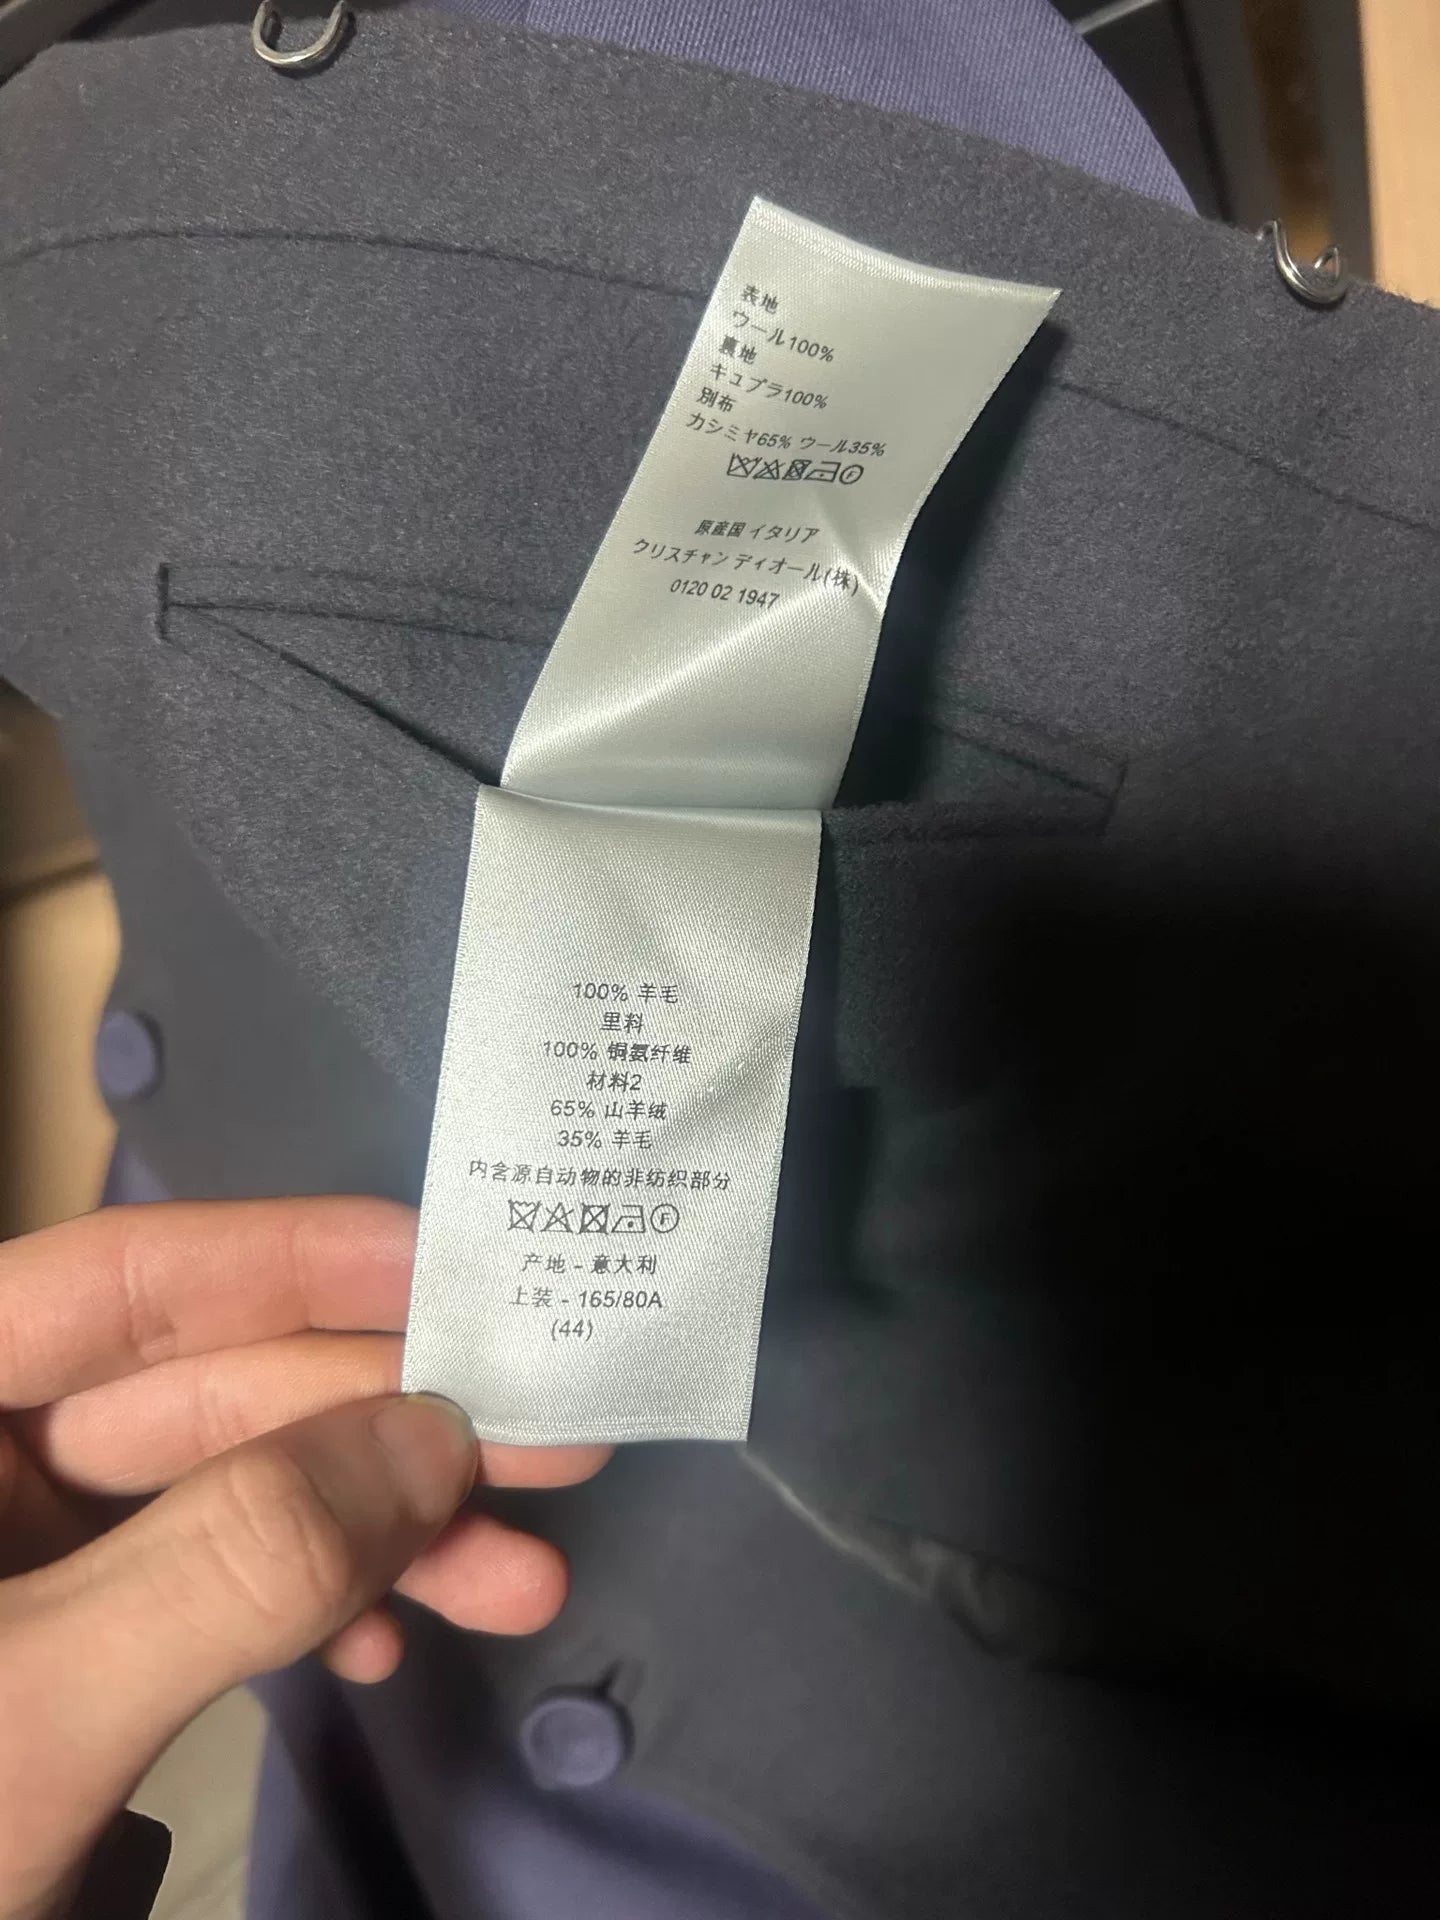 表地
ウール100%
裏地
キュプラ100%
別布
カシミヤ65% ウール35%
F
原産国 イタリア
クリスチャン ディオール(株)
0120 02 1947
100% 羊毛
里料
100% 铜氨纤维
材料2
65% 山羊绒
35% 羊毛
内含源自动物的非纺织部分
F
产地 - 意大利
上装 - 165/80A
(44)